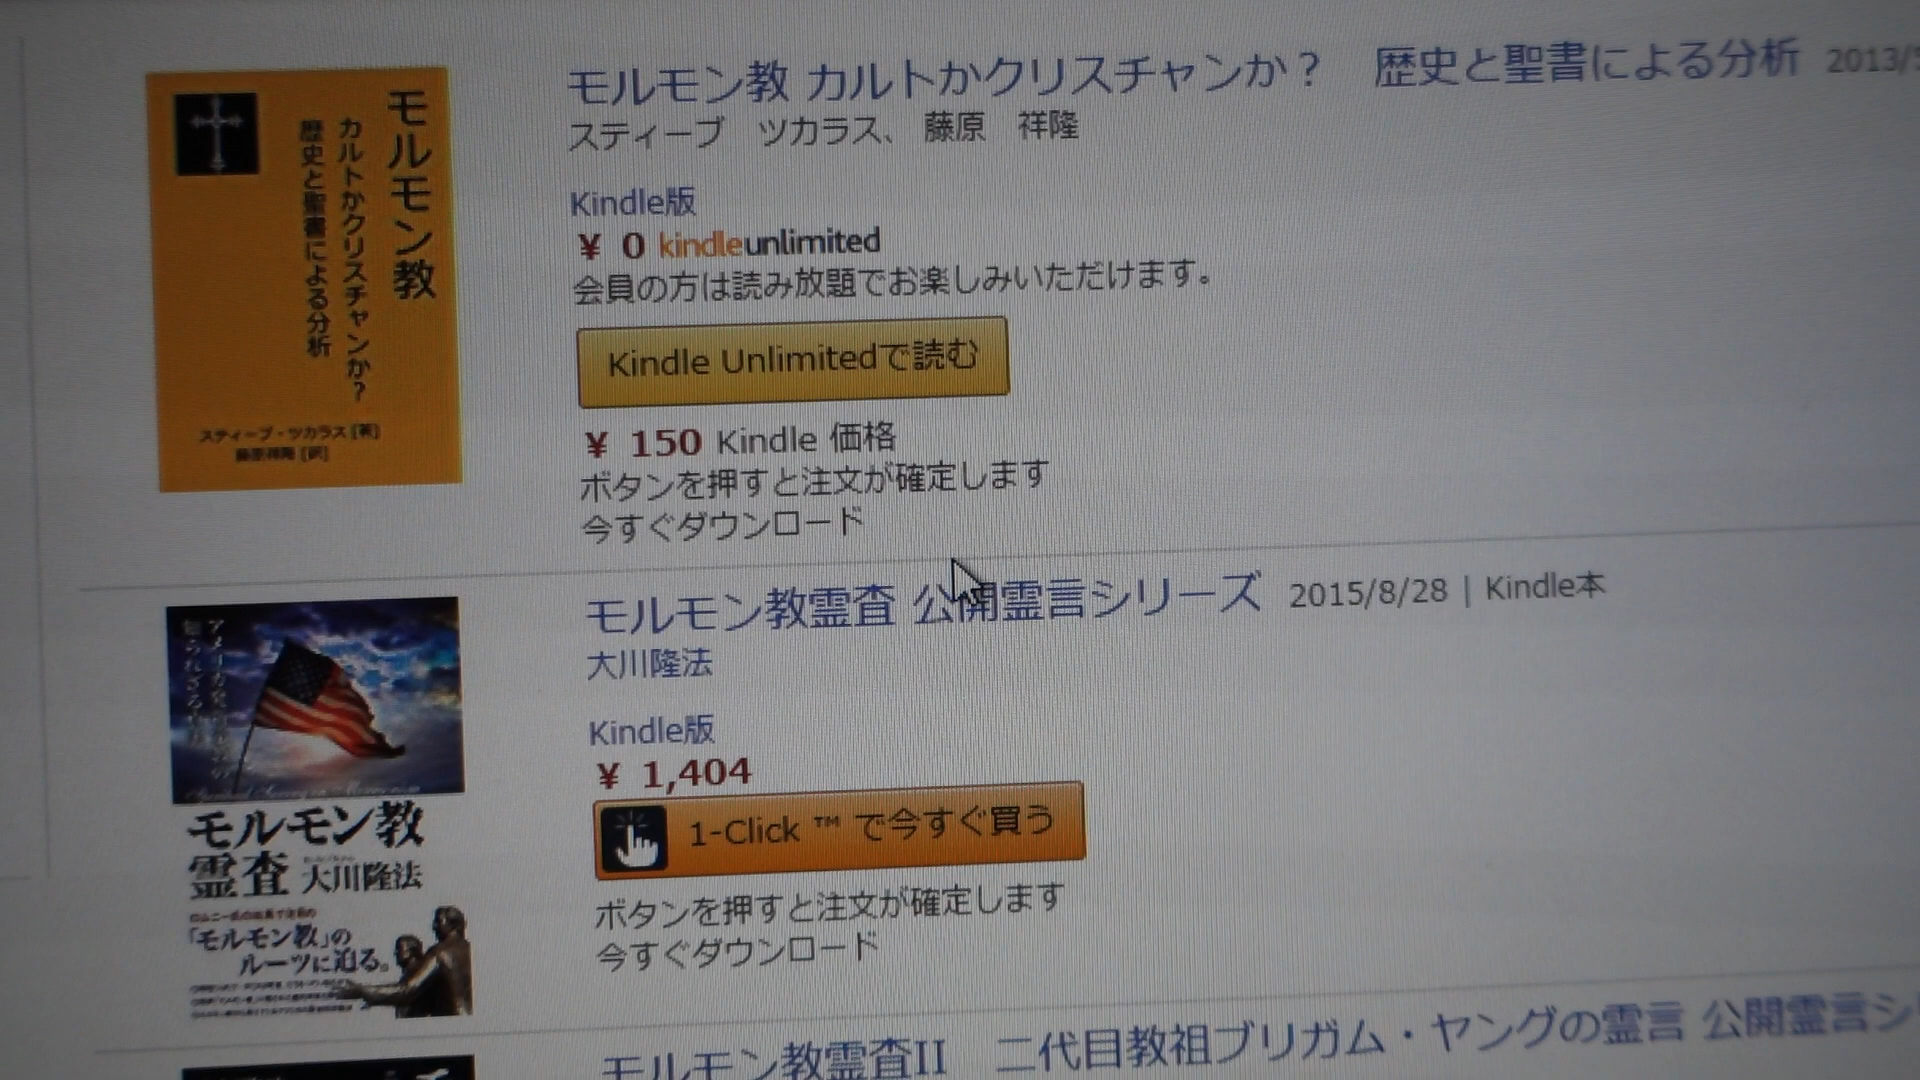 モルモン教
カルトかクリスチャンか?
歴史と聖書による分析
スティーブ・ツカラス [著]
藤原祥隆 [訳]
モルモン教 カルトかクリスチャンか? 歴史と聖書による分析 2013/
スティーブ ツカラス、 藤原 祥隆
Kindle版
¥ 0 kindleunlimited
会員の方は読み放題でお楽しみいただけます。
Kindle Unlimitedで読む
¥ 150 Kindle 価格
ボタンを押すと注文が確定します
今すぐダウンロード
モルモン教
霊査 大川隆法
「モルモン教」の
ルーツに迫る。
モルモン教霊査 公開霊言シリーズ 2015/8/28 | Kindle本
大川隆法
Kindle版
¥ 1,404
1-Click ™ で今すぐ買う
ボタンを押すと注文が確定します
今すぐダウンロード
モルモン教霊査II 二代目教祖ブリガム・ヤングの霊言 公開霊言シ